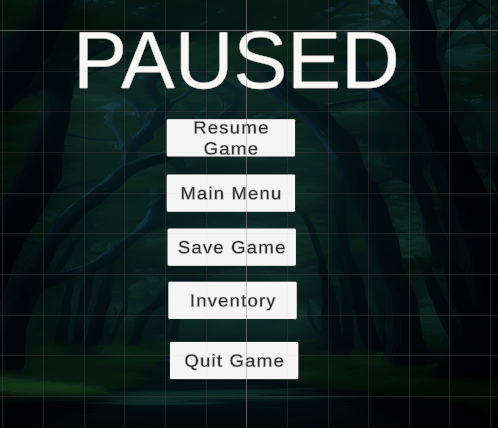 PAUSED
Resume
Game
Main Menu
Save Game
Inventory
Quit Game